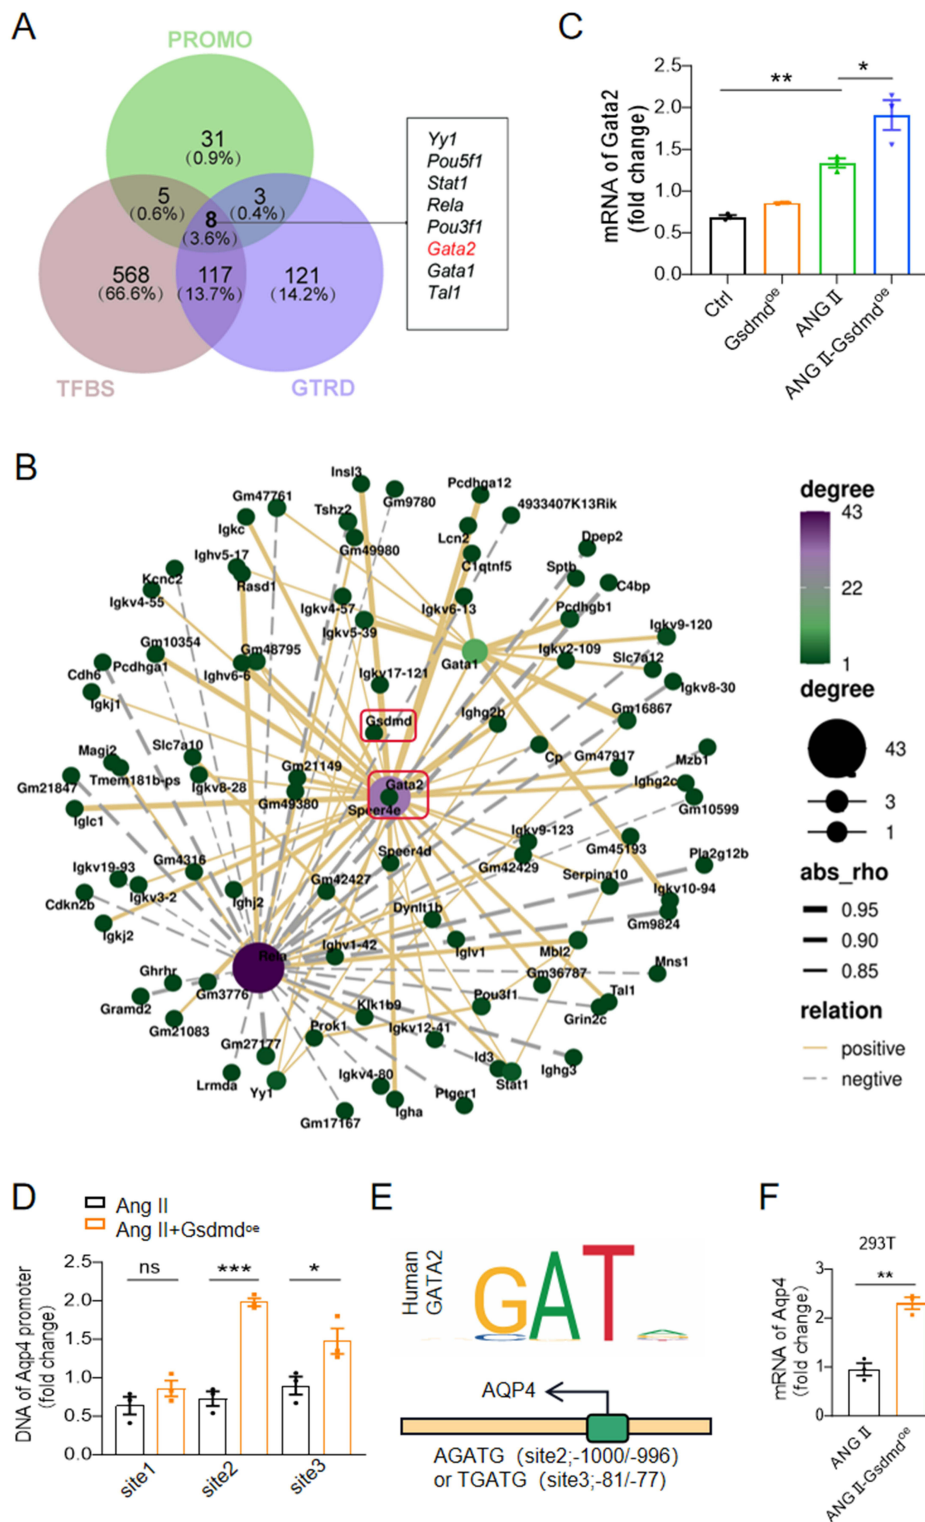 A
PROMO
31
(0.9%)
5
(0.6%)
3
(0.4%)
8
(3.6%)
568
(66.6%)
117
(13.7%)
121
(14.2%)
TFBS
GTRD
Yy1
Pou5f1
Stat1
Rela
Pou3f1
Gata2
Gata1
Tal1
C
mRNA of Gata2
(fold change)
2.5
2.0
1.5
1.0
0.5
0.0
**
*
Ctrl
Gsdmdᵒᵉ
ANG II
ANG II-Gsdmdᵒᵉ
B
Insl3
Gm9780
Pcdhga12
Gm47761
Tshz2
4933407K13Rik
Igkc
Gm49980
Lcn2
Dpep2
Ighv5-17
C1qtnf5
Sptb
Kcnc2
Rasd1
C4bp
Igkv4-55
Igkv4-57
Igkv6-13
Pcdhgb1
Igkv5-39
Igkv9-120
Gm10354
Gm48795
Igkv2-109
Pcdhga1
Gata1
Slc7a12
Cdh6
Ighv6-6
Igkv17-121
Igkv8-30
Igkj1
Gsdmd
Ighg2b
Gm16867
Magi2
Slc7a10
Gm21149
Cp
Gm47917
Mzb1
Gm21847
Tmem181b-ps
Igkv8-28
Gata2
Ighg2c
Gm49380
Speer4e
Gm10599
Iglc1
Igkv9-123
Speer4d
Gm45193
Pla2g12b
Igkv19-93
Gm4316
Gm42429
Gm42427
Serpina10
Cdkn2b
Igkv3-2
Ighj2
Igkv10-94
Dynlt1b
Igkj2
Gm9824
Ighv1-42
Iglv1
Mbl2
Rela
Ghrhr
Gm36787
Mns1
Gramd2
Gm3776
Klk1b9
Pou3f1
Tal1
Gm21083
Prok1
Igkv12-41
Grin2c
Gm27177
Id3
Ighg3
Lrmda
Yy1
Igkv4-80
Stat1
Igha
Ptger1
Gm17167
degree
43
22
1
degree
43
3
1
abs_rho
0.95
0.90
0.85
relation
positive
negtive
D
Ang II
Ang II+Gsdmdᵒᵉ
DNA of Aqp4 promoter
(fold change)
2.5
2.0
1.5
1.0
0.5
0.0
ns
***
*
site1
site2
site3
E
Human
GATA2
GAT
AQP4
AGATG (site2;-1000/-996)
or TGATG (site3;-81/-77)
F
293T
mRNA of Aqp4
(fold change)
3
2
1
0
**
ANG II
ANG II-Gsdmdᵒᵉ